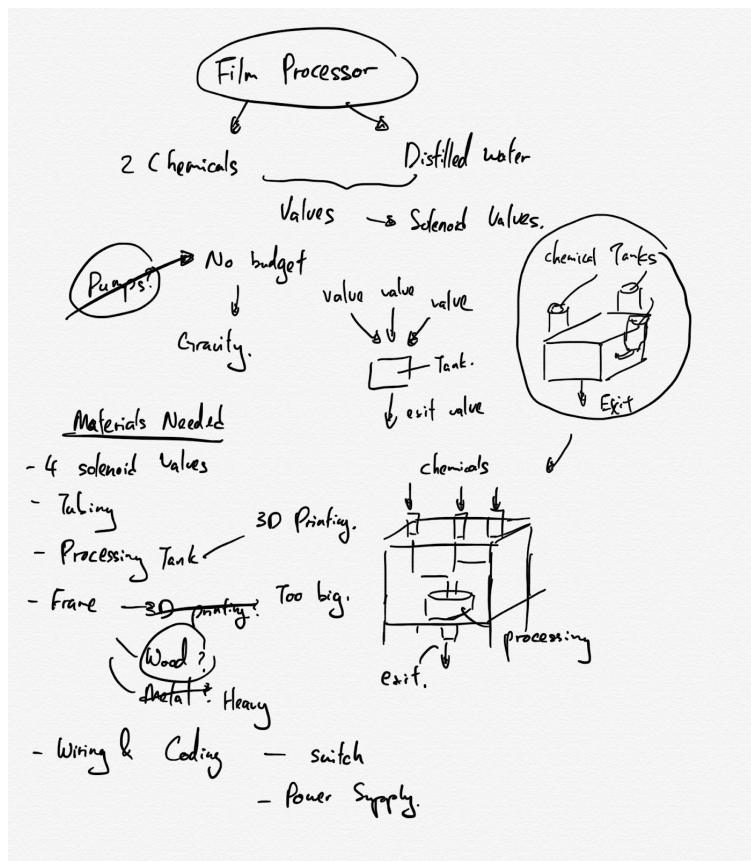 Film Processor
2 Chemicals
Distilled water
Valves → Solenoid Valves.
Pumps? → No budget
Gravity.
valve valve valve
Tank.
exit valve
chemical Tanks
Exit
Materials Needed
- 4 solenoid Valves
- Tubing
- Processing Tank
3D Printing.
- Frame - 3D printing? Too big.
Wood?
Metal? Heavy
- Wiring & Coding - switch
- Power Supply.
chemicals
processing
exit.